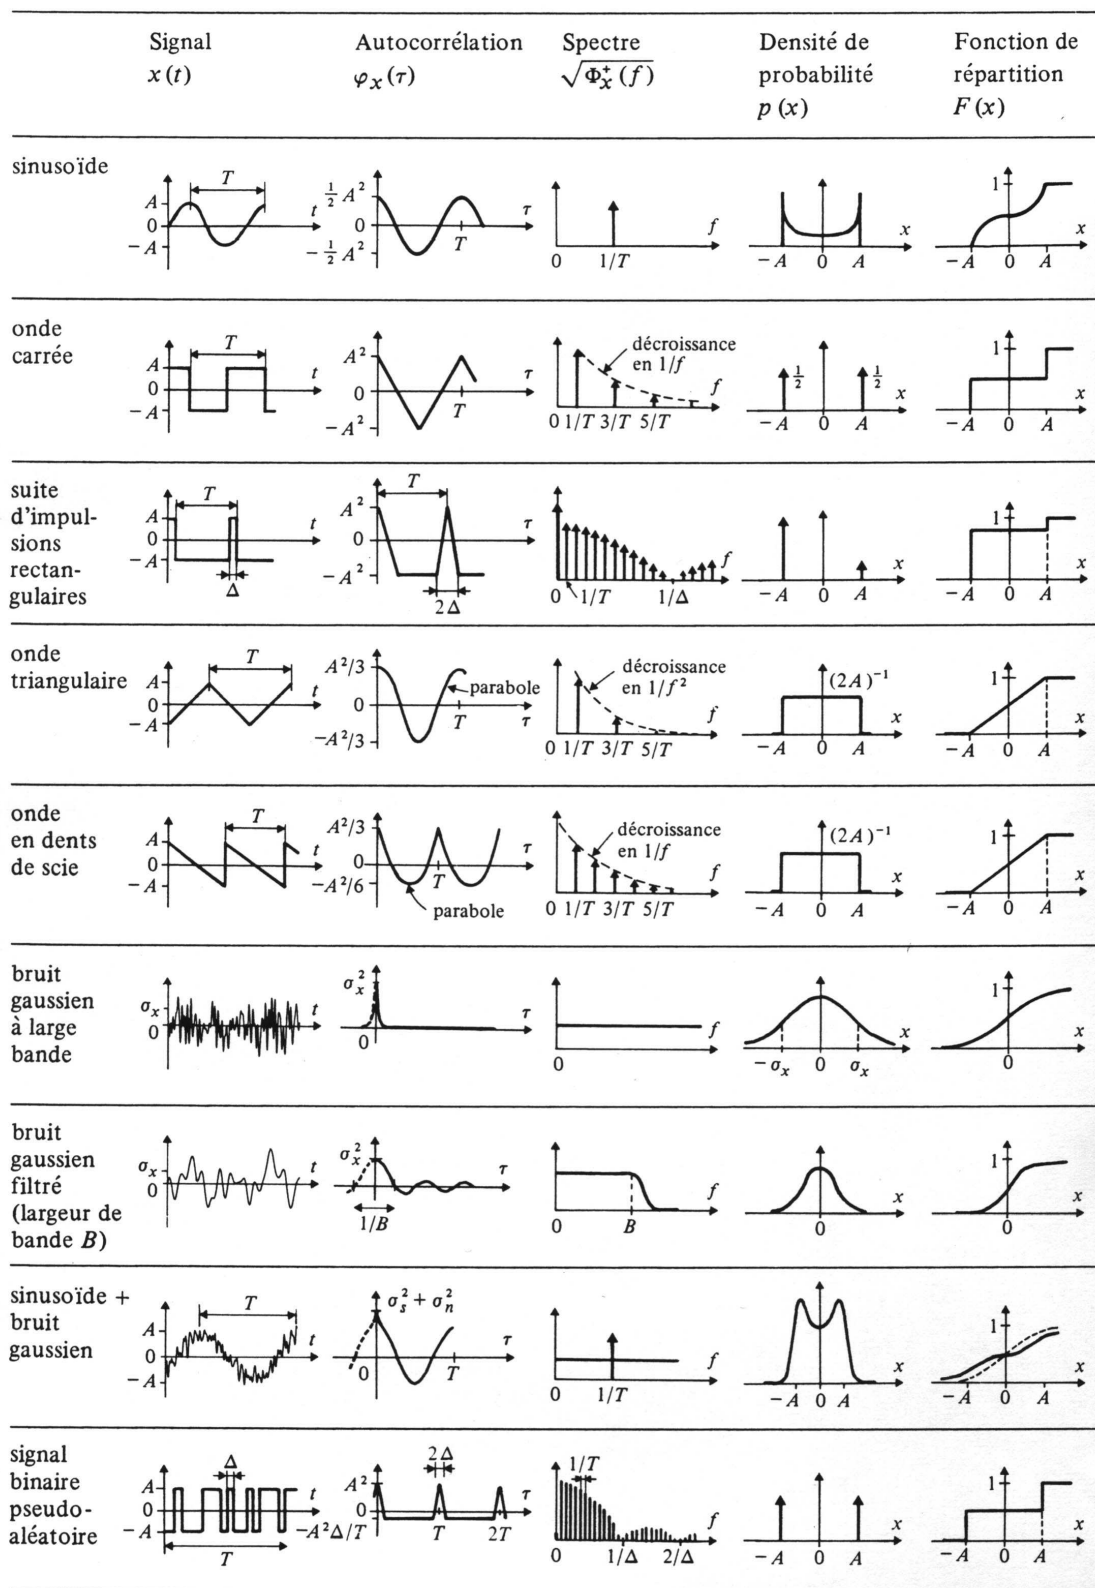 Signal
x(t)
Autocorrélation
φx(τ)
Spectre
√Φx⁺(f)
Densité de
probabilité
p(x)
Fonction de
répartition
F(x)
sinusoïde
A
0
−A
T
t
½ A²
0
−½ A²
T
τ
0
1/T
f
−A
0
A
x
1
−A
0
A
x
onde
carrée
A
0
−A
T
t
A²
0
−A²
T
τ
décroissance
en 1/f
f
0 1/T 3/T 5/T
½
½
−A
0
A
x
1
−A
0
A
x
suite
d'impul-
sions
rectan-
gulaires
A
0
−A
T
t
Δ
A²
0
−A²
T
τ
2Δ
f
0
1/T
1/Δ
−A
0
A
x
1
−A
0
A
x
onde
triangulaire
A
0
−A
T
t
A²/3
0
−A²/3
parabole
T
τ
décroissance
en 1/f²
f
0 1/T 3/T 5/T
(2A)⁻¹
−A
0
A
x
1
−A
0
A
x
onde
en dents
de scie
A
0
−A
T
t
A²/3
0
−A²/6
T
τ
parabole
décroissance
en 1/f
f
0 1/T 3/T 5/T
(2A)⁻¹
−A
0
A
x
1
−A
0
A
x
bruit
gaussien
à large
bande
σx
0
t
σx²
0
τ
0
f
−σx
0
σx
x
1
0
x
bruit
gaussien
filtré
(largeur de
bande B)
σx
0
t
σx²
1/B
τ
0
B
f
0
x
1
0
x
sinusoïde +
bruit
gaussien
A
0
−A
T
t
σs² + σn²
0
T
τ
0
1/T
f
−A
0
A
x
1
−A
0
A
x
signal
binaire
pseudo-
aléatoire
A
0
−A
Δ
T
t
A²
0
−A²Δ/T
2Δ
T
2T
τ
1/T
0
1/Δ
2/Δ
f
−A
0
A
x
1
−A
0
A
x